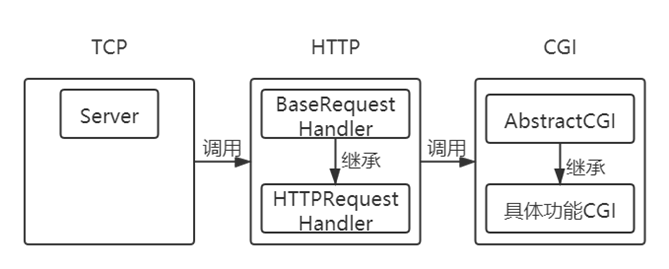 TCP
HTTP
CGI
Server
调用
BaseRequest
Handler
继承
HTTPRequest
Handler
调用
AbstractCGI
继承
具体功能CGI